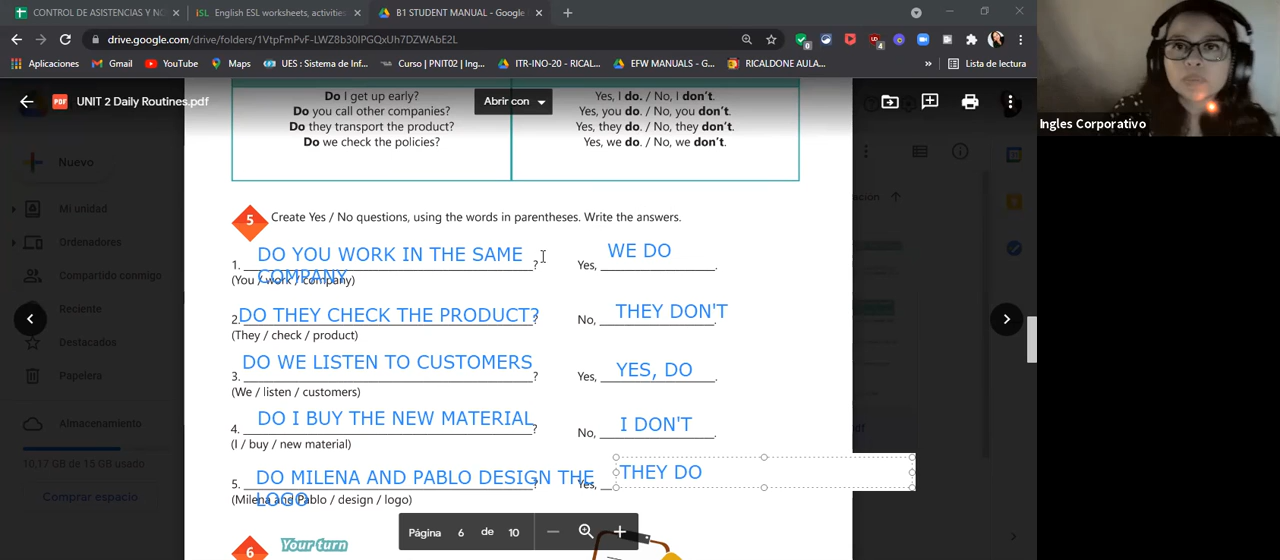 CONTROL DE ASISTENCIAS Y NO
ISL English ESL worksheets, activities
B1 STUDENT MANUAL - Google
drive.google.com/drive/folders/1VtpFmPvF-LWZ8b30IPGQxUh7DZWAbE2L
Aplicaciones
Gmail
YouTube
UES : Sistema de Inf...
Curso | PNIT02 | Ing...
ITR-INO-20 - RICAL...
EFW MANUALS - G...
RICALDONE AULA...
»
Lista de lectura
PDF UNIT 2 Daily Routines.pdf
Abrir con
Ingles Corporativo
Nuevo
Mi unidad
Ordenadores
Compartido conmigo
Reciente
Destacados
Papelera
Almacenamiento
10,17 GB de 15 GB usado
Comprar espacio
Do I get up early?
Yes, I do. / No, I don't.
Do you call other companies?
Yes, you do. / No, you don't.
Do they transport the product?
Yes, they do. / No, they don't.
Do we check the policies?
Yes, we do. / No, we don't.
5 Create Yes / No questions, using the words in parentheses. Write the answers.
1. DO YOU WORK IN THE SAME ?
COMPANY
Yes, WE DO .
(You / work / company)
2. DO THEY CHECK THE PRODUCT? ?
No, THEY DON'T .
(They / check / product)
3. DO WE LISTEN TO CUSTOMERS ?
Yes, YES, DO .
(We / listen / customers)
4. DO I BUY THE NEW MATERIAL ?
No, I DON'T .
(I / buy / new material)
5. DO MILENA AND PABLO DESIGN THE ?
LOGO
Yes, THEY DO
(Milena and Pablo / design / logo)
Página 6 de 10
6 Your turn